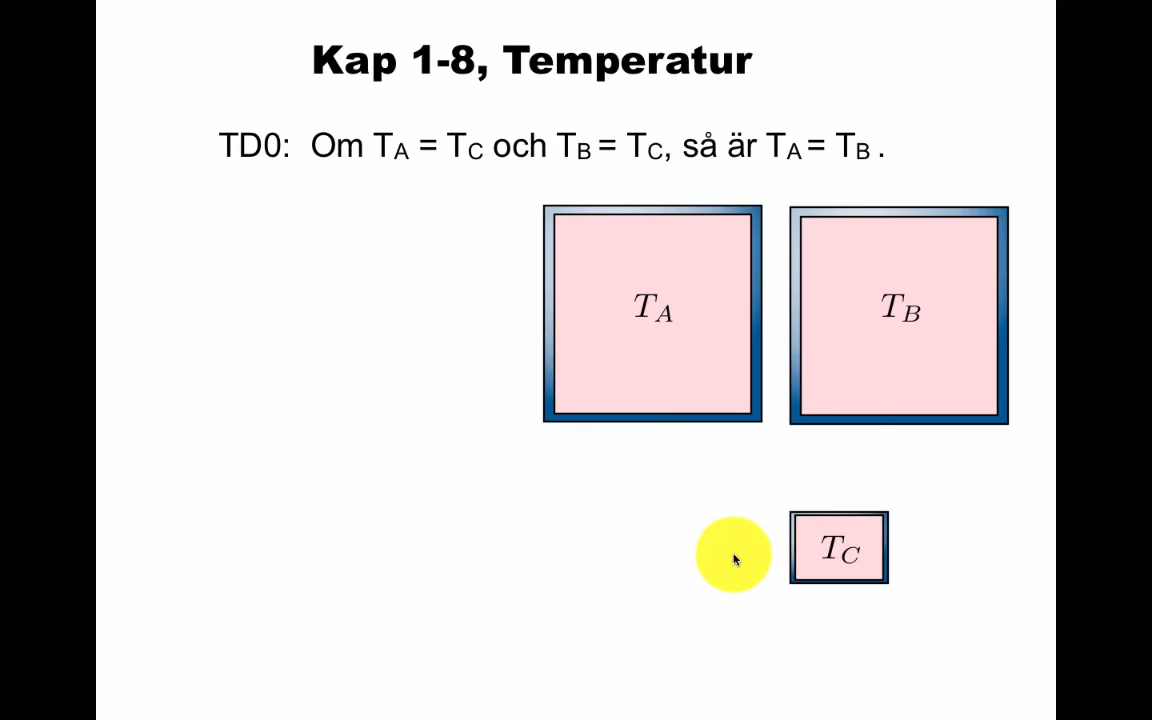 Kap 1-8, Temperatur
TD0: Om TA = TC och TB = TC, så är TA = TB .
TA
TB
TC